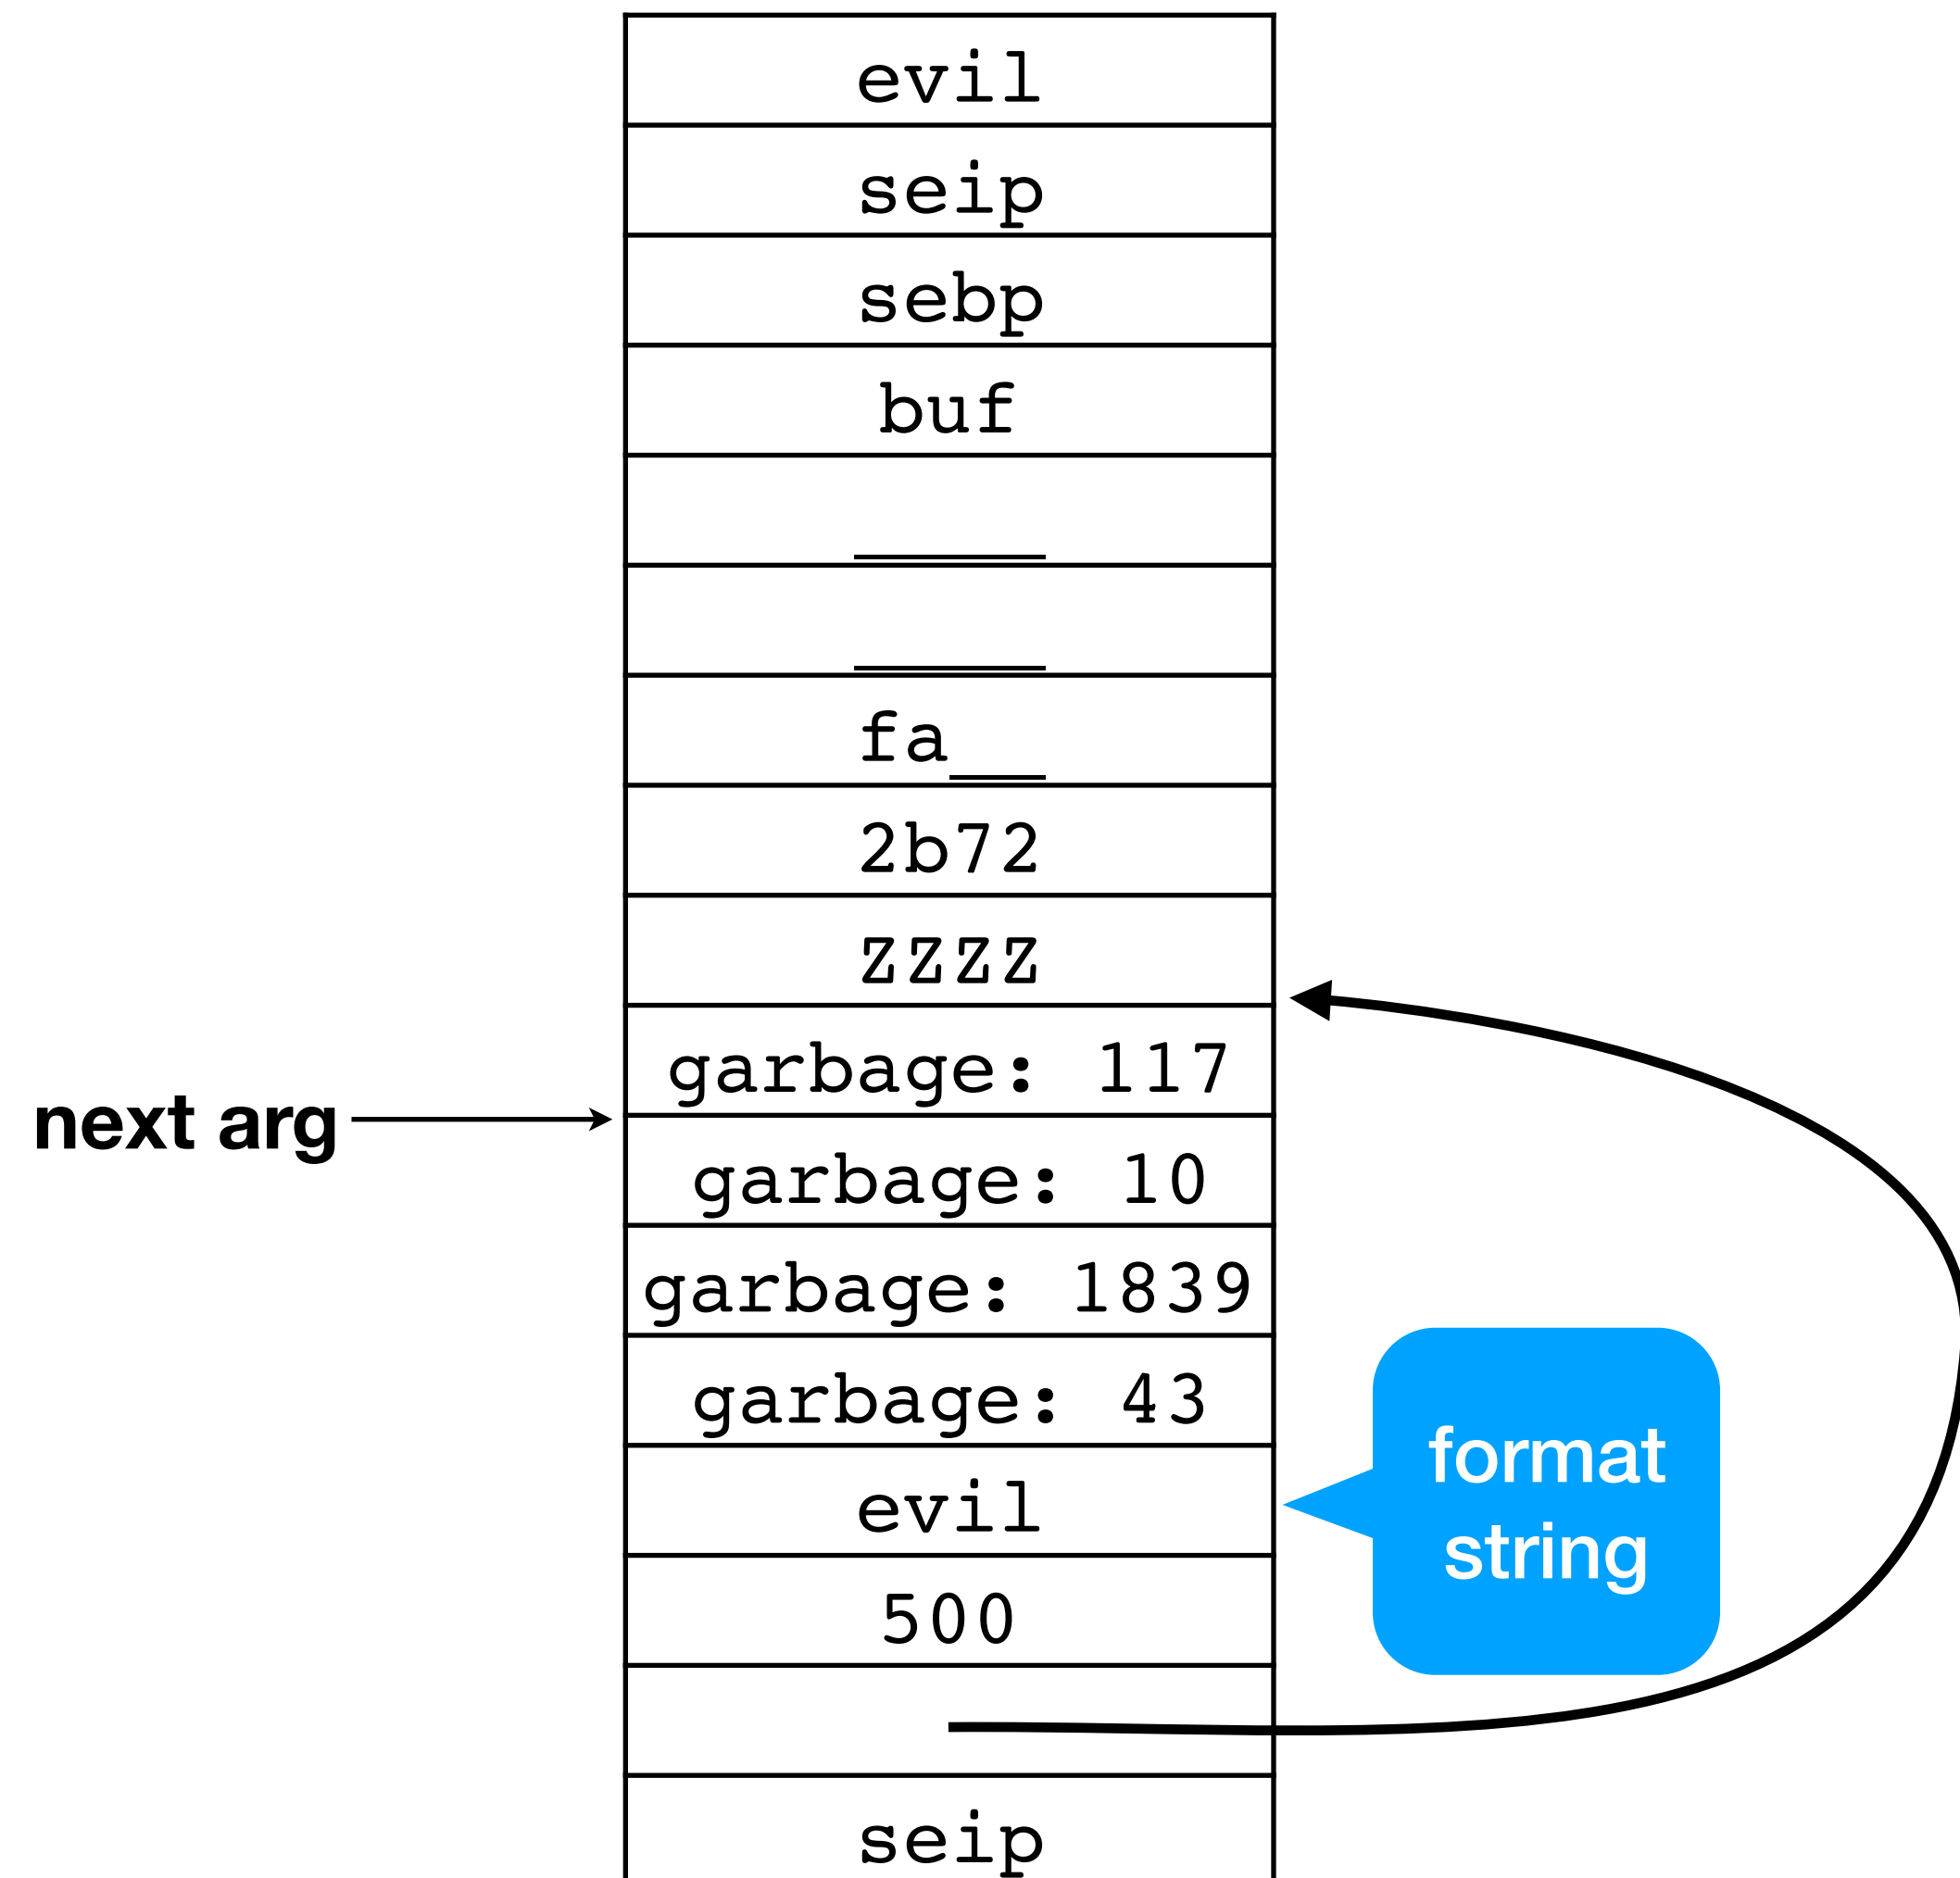 evil
seip
sebp
buf
____
____
fa__
2b72
zzzz
garbage: 117
next arg
garbage: 10
garbage: 1839
garbage: 43
evil
format
string
500
seip